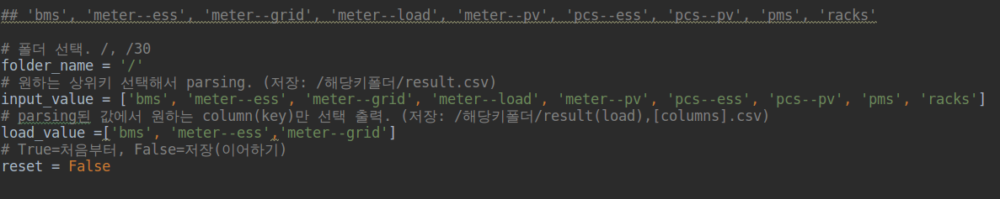 ## 'bms', 'meter--ess', 'meter--grid', 'meter--load', 'meter--pv', 'pcs--ess', 'pcs--pv', 'pms', 'racks'
# 폴더 선택. /, /30
folder_name = '/'
# 원하는 상위키 선택해서 parsing. (저장: /해당키폴더/result.csv)
input_value = ['bms', 'meter--ess', 'meter--grid', 'meter--load', 'meter--pv', 'pcs--ess', 'pcs--pv', 'pms', 'racks']
# parsing된 값에서 원하는 column(key)만 선택 출력. (저장: /해당키폴더/result(load),[columns].csv)
load_value =['bms', 'meter--ess','meter--grid']
# True=처음부터, False=저장(이어하기)
reset = False